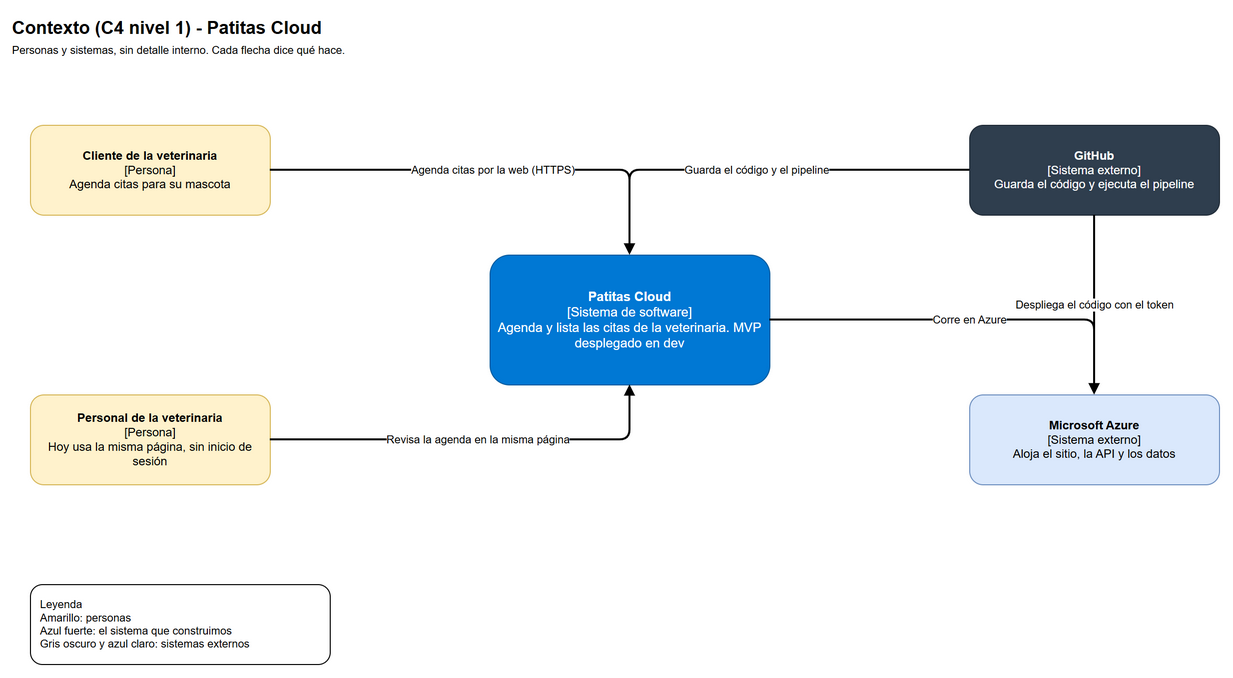 Contexto (C4 nivel 1) - Patitas Cloud
Personas y sistemas, sin detalle interno. Cada flecha dice qué hace.
Cliente de la veterinaria
[Persona]
Agenda citas para su mascota
Agenda citas por la web (HTTPS)
Guarda el código y el pipeline
GitHub
[Sistema externo]
Guarda el código y ejecuta el pipeline
Patitas Cloud
[Sistema de software]
Agenda y lista las citas de la veterinaria. MVP
desplegado en dev
Despliega el código con el token
Corre en Azure
Personal de la veterinaria
[Persona]
Hoy usa la misma página, sin inicio de
sesión
Revisa la agenda en la misma página
Microsoft Azure
[Sistema externo]
Aloja el sitio, la API y los datos
Leyenda
Amarillo: personas
Azul fuerte: el sistema que construimos
Gris oscuro y azul claro: sistemas externos